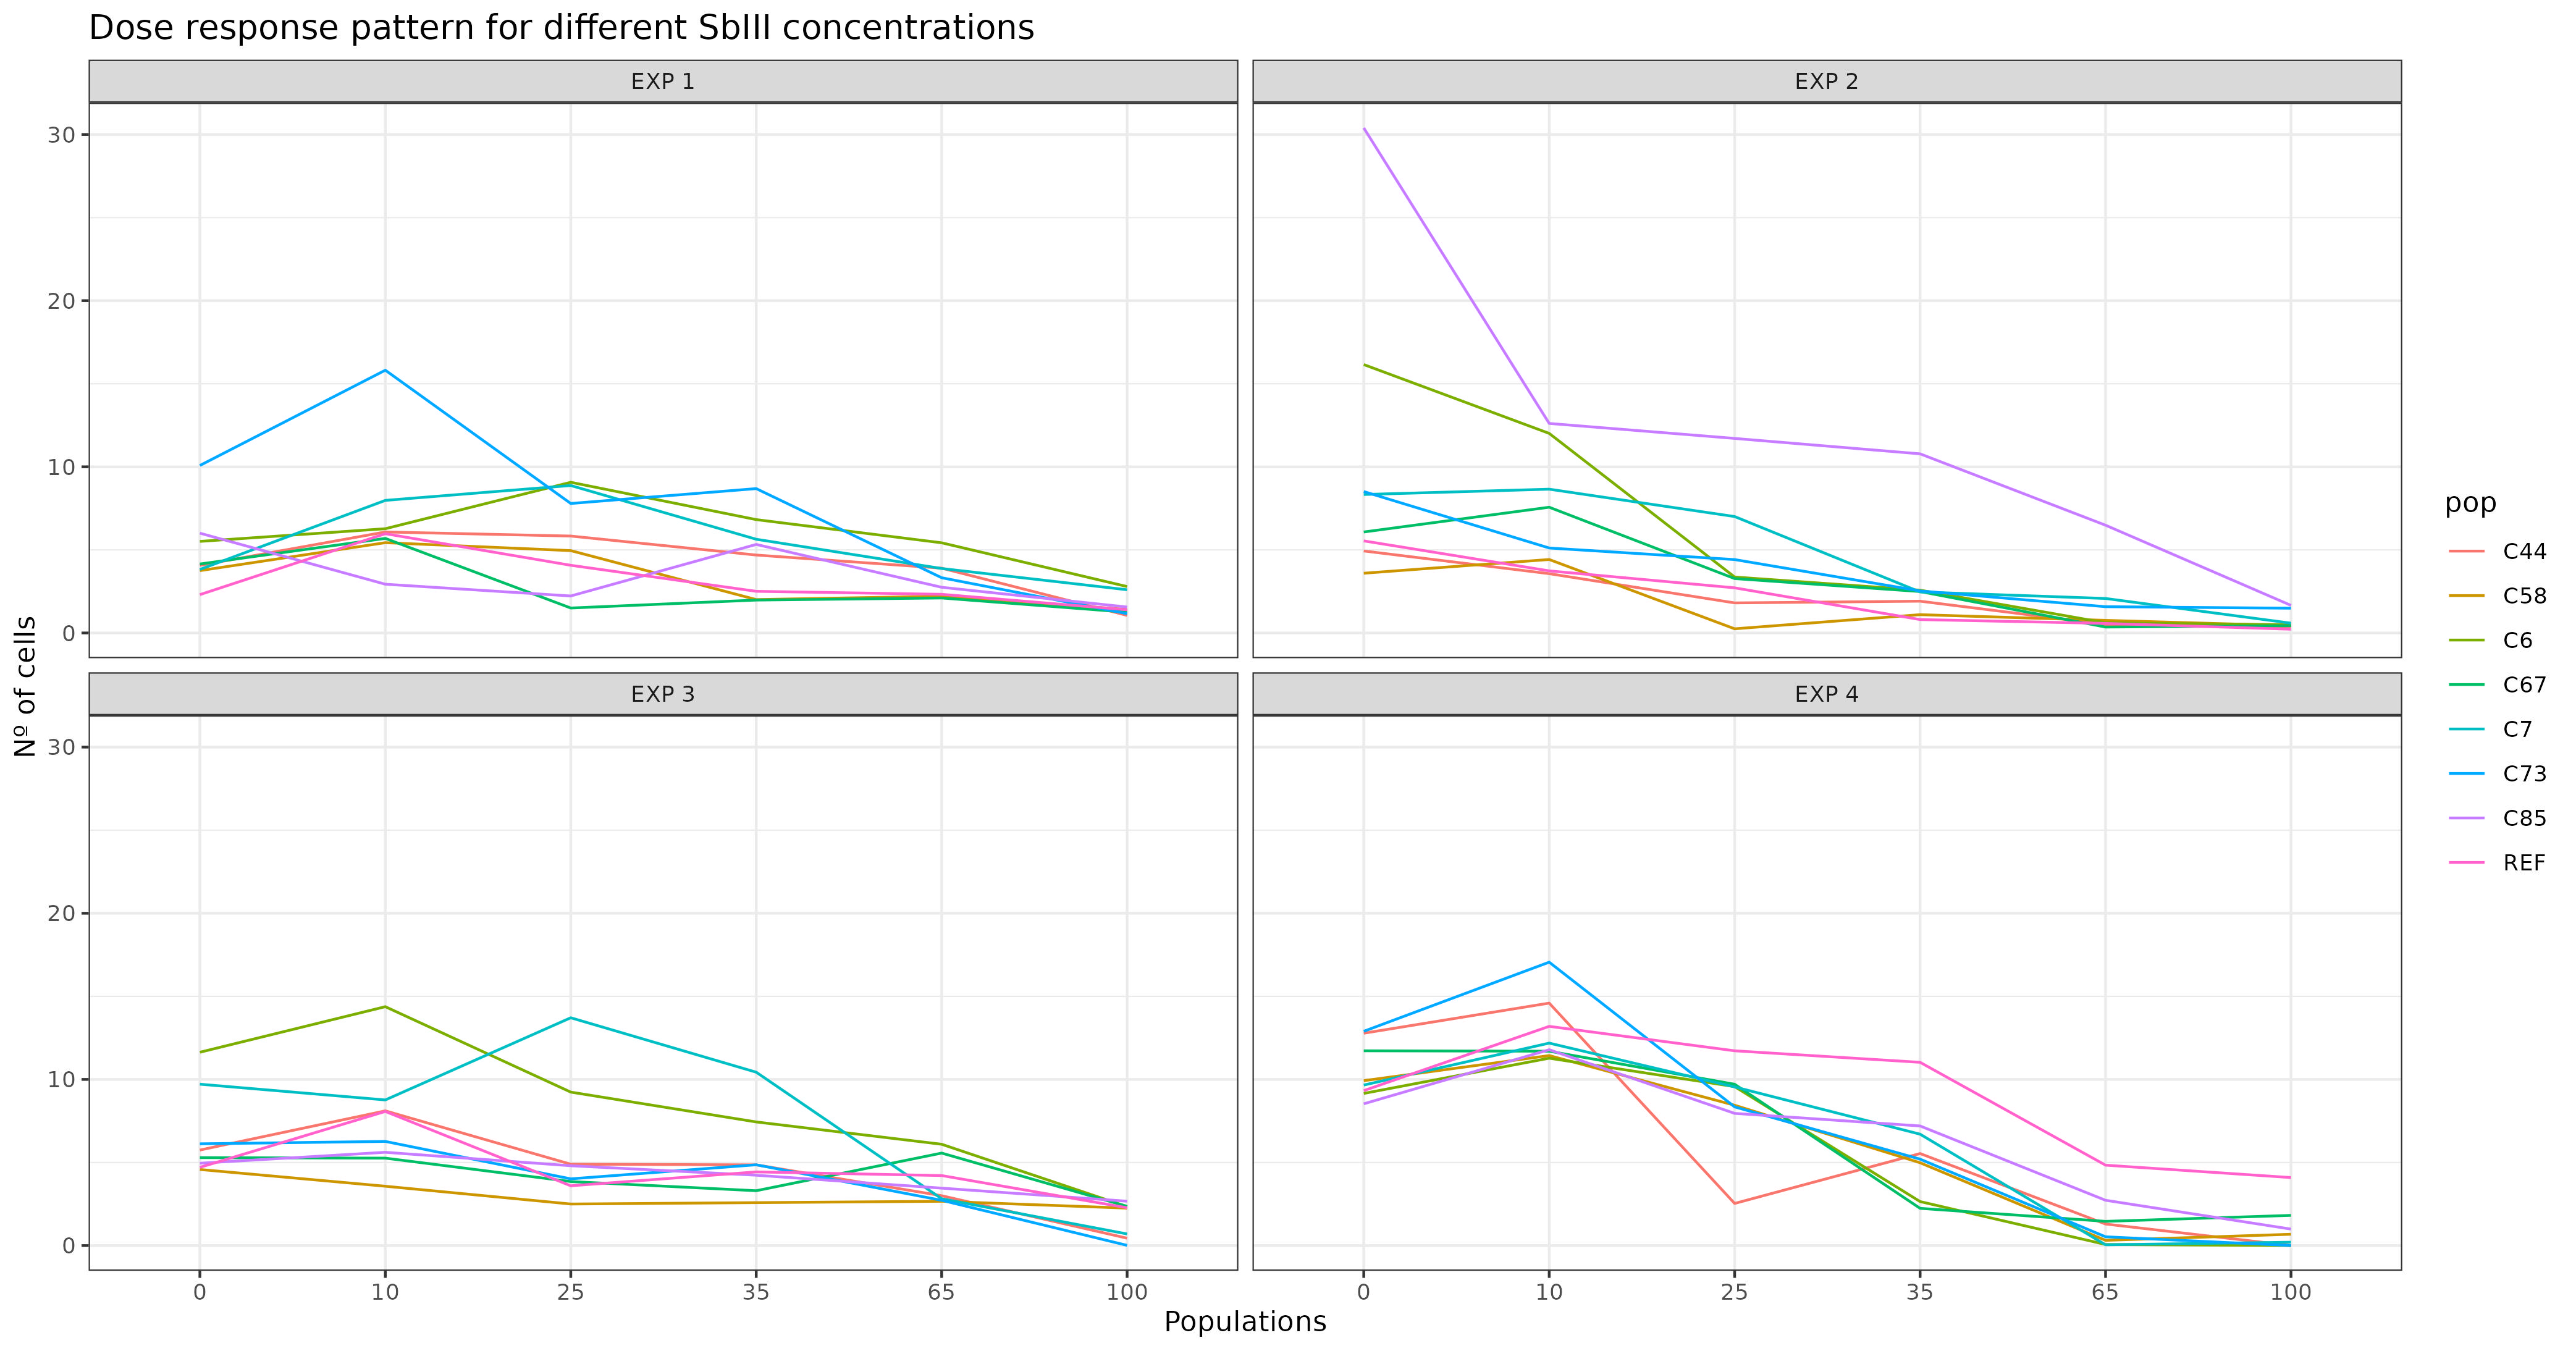 Dose response pattern for different SbIII concentrations
EXP 1
EXP 2
30
20
10
0
EXP 3
EXP 4
30
20
10
0
0 10 25 35 65 100
0 10 25 35 65 100
Populations
Nº of cells
pop
C44
C58
C6
C67
C7
C73
C85
REF